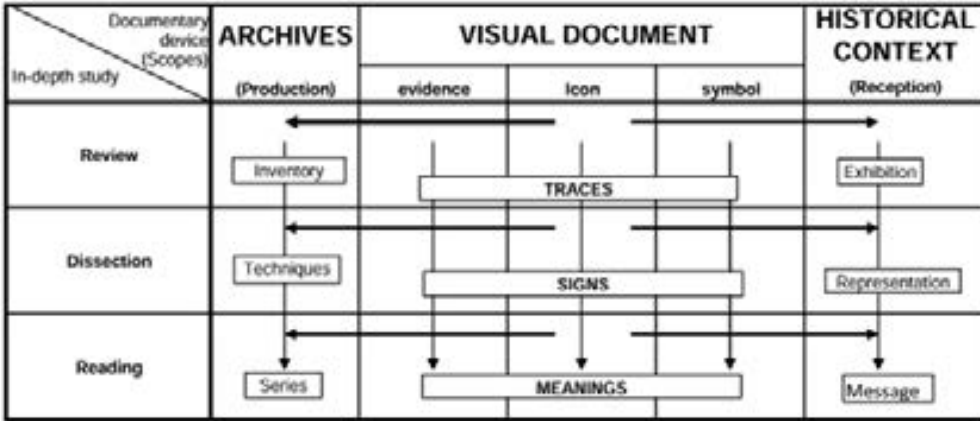 Documentary
device
(Scopes)
In-depth study
ARCHIVES
(Production)
VISUAL DOCUMENT
evidence
Icon
symbol
HISTORICAL
CONTEXT
(Reception)
Review
Inventory
TRACES
Exhibition
Dissection
Techniques
SIGNS
Representation
Reading
Series
MEANINGS
Message